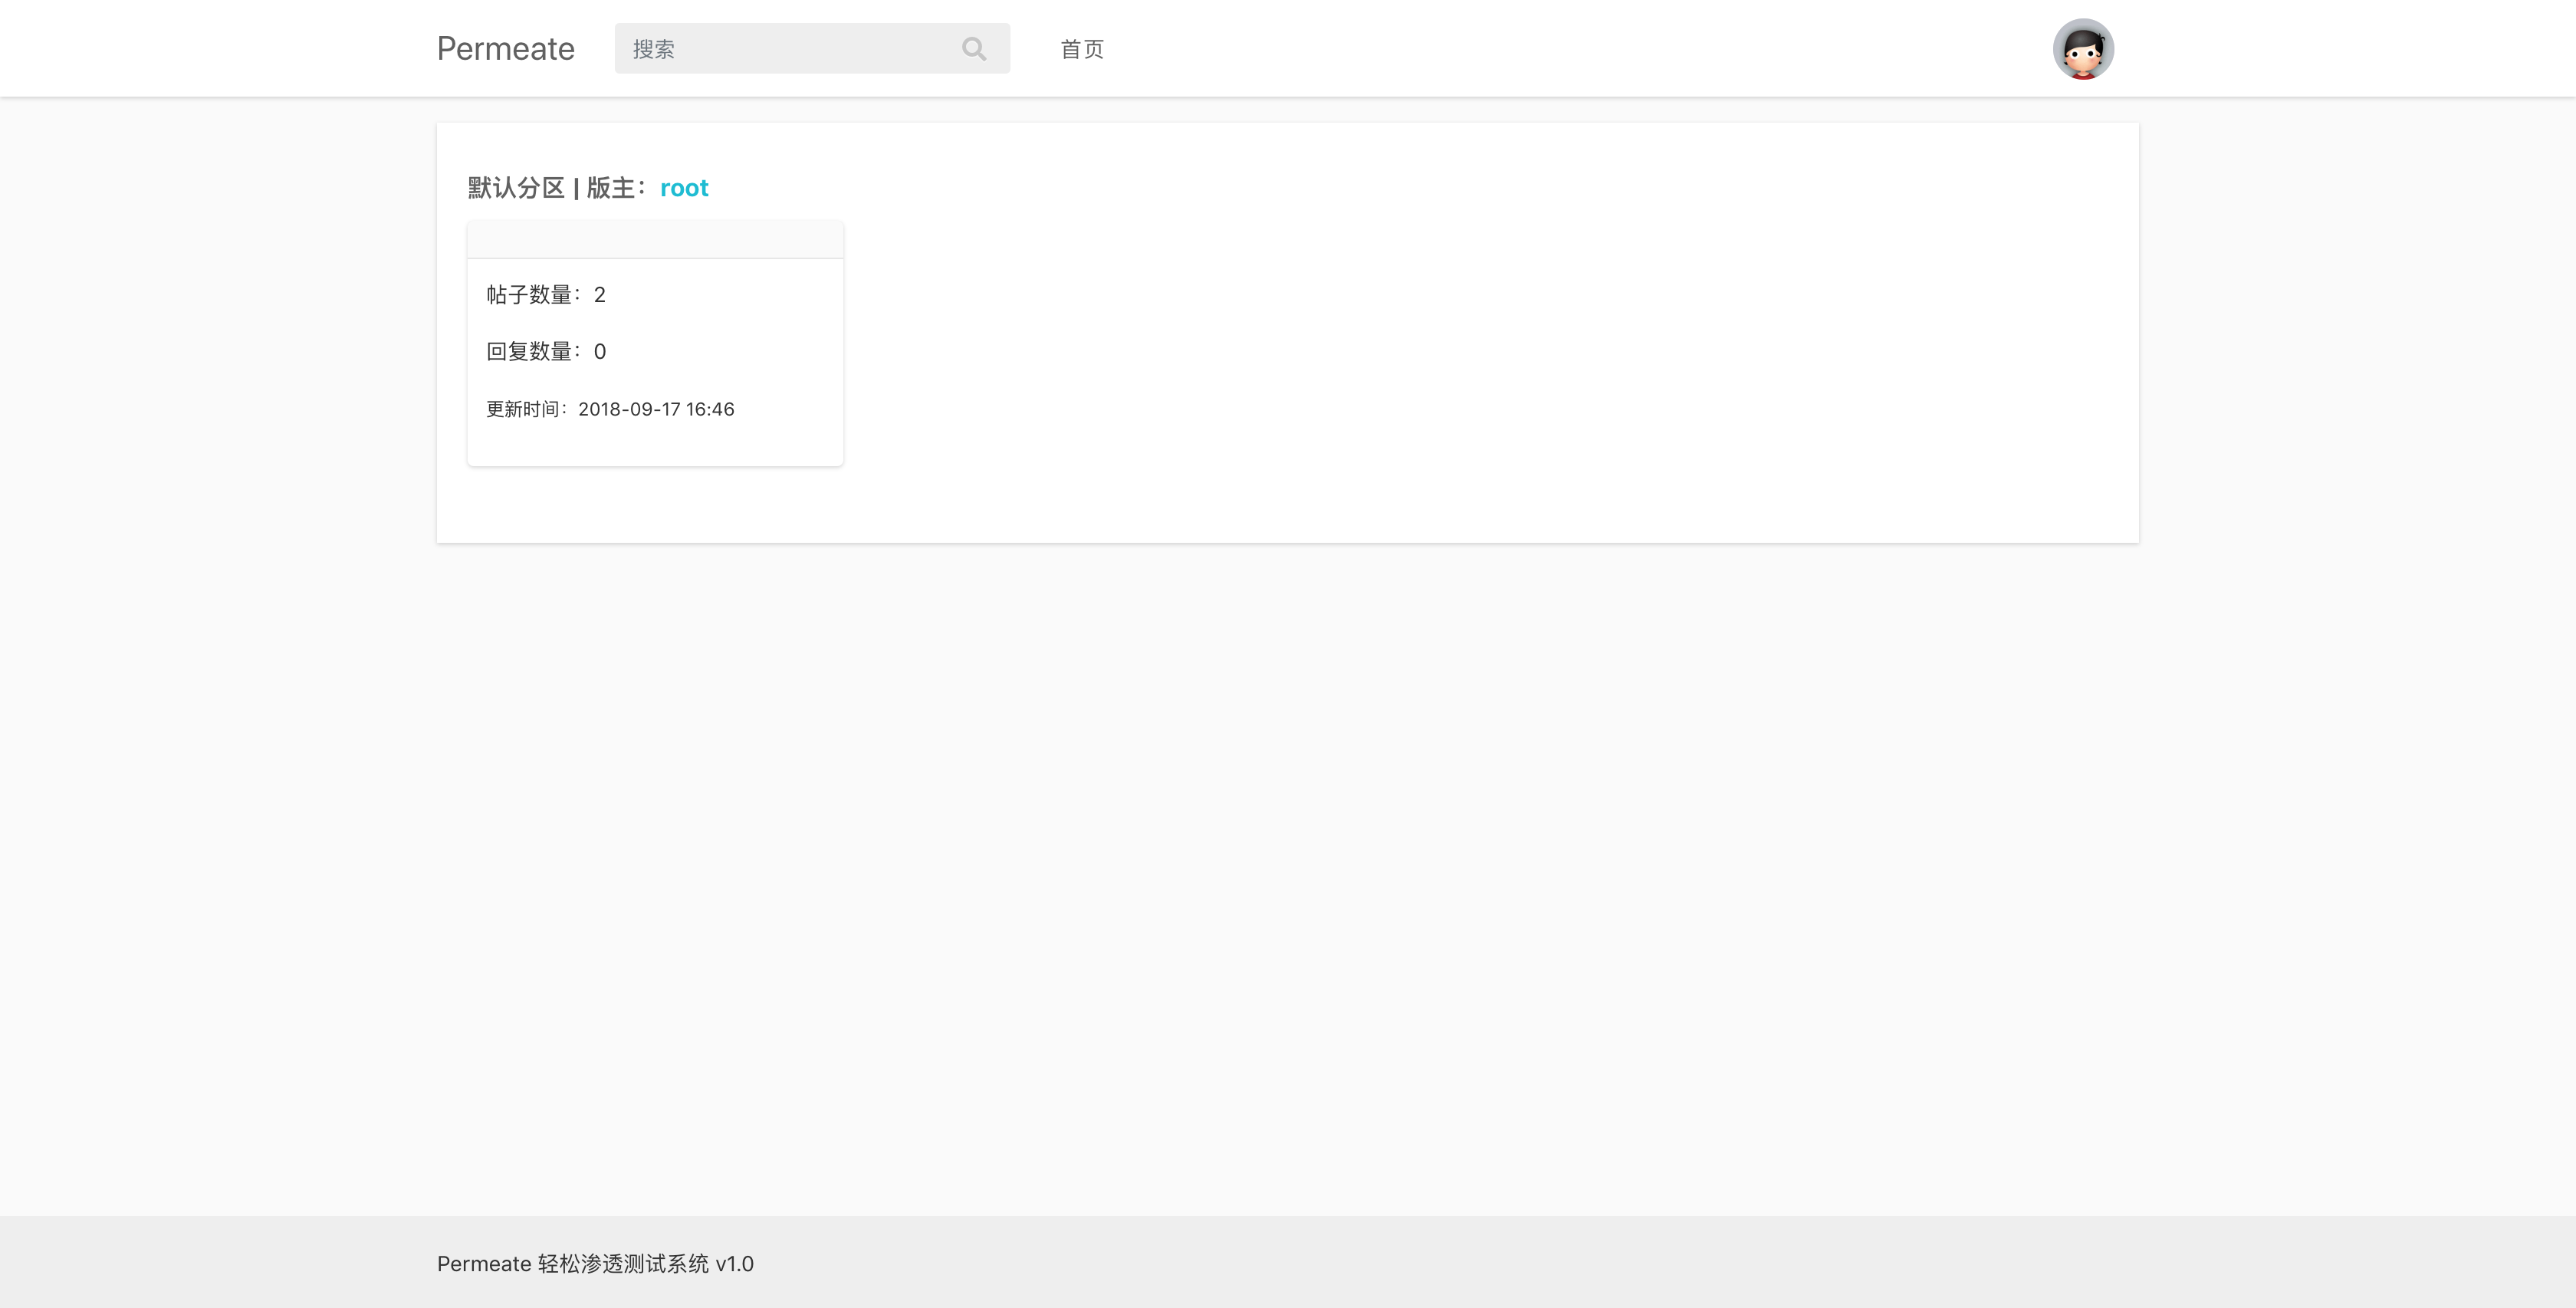 Permeate 搜索 首页
默认分区 | 版主：root
帖子数量：2
回复数量：0
更新时间：2018-09-17 16:46
Permeate 轻松渗透测试系统 v1.0